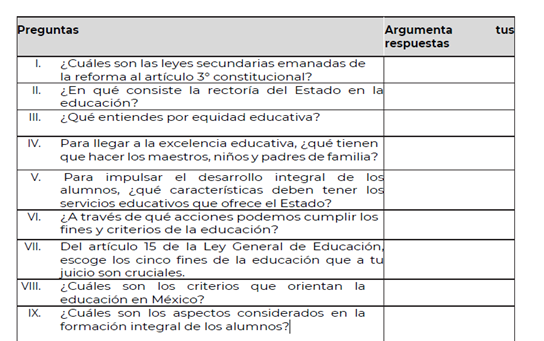 Preguntas
Argumenta tus
respuestas
I. ¿Cuáles son las leyes secundarias emanadas de
la reforma al artículo 3° constitucional?
II. ¿En qué consiste la rectoría del Estado en la
educación?
III. ¿Qué entiendes por equidad educativa?
IV. Para llegar a la excelencia educativa, ¿qué tienen
que hacer los maestros, niños y padres de familia?
V. Para impulsar el desarrollo integral de los
alumnos, ¿qué características deben tener los
servicios educativos que ofrece el Estado?
VI. ¿A través de qué acciones podemos cumplir los
fines y criterios de la educación?
VII. Del artículo 15 de la Ley General de Educación,
escoge los cinco fines de la educación que a tu
juicio son cruciales.
VIII. ¿Cuáles son los criterios que orientan la
educación en México?
IX. ¿Cuáles son los aspectos considerados en la
formación integral de los alumnos?